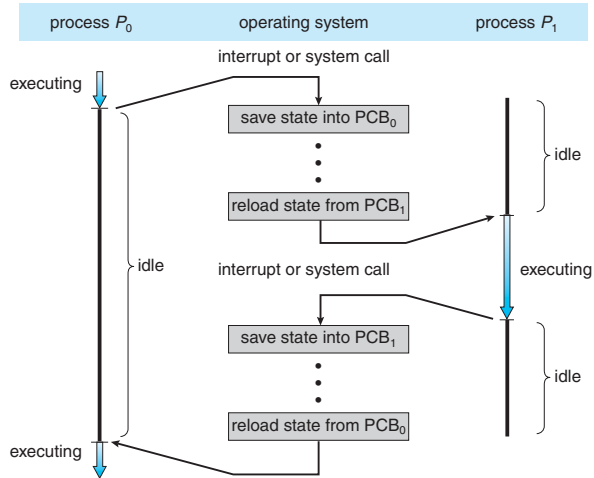 process P₀ operating system process P₁
interrupt or system call
executing
save state into PCB₀
idle
reload state from PCB₁
idle
interrupt or system call
executing
save state into PCB₁
idle
reload state from PCB₀
executing